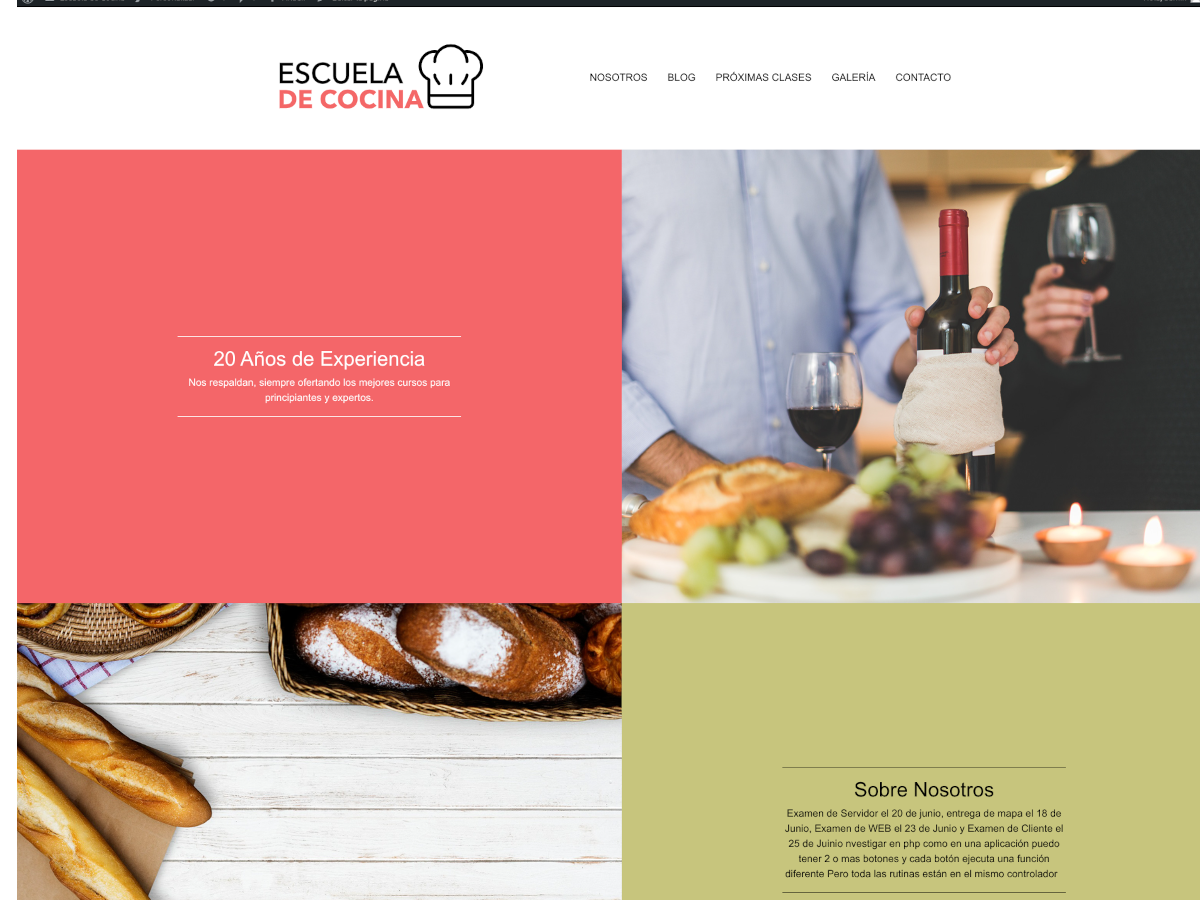 ESCUELA
DE COCINA
NOSOTROS BLOG PRÓXIMAS CLASES GALERÍA CONTACTO
20 Años de Experiencia
Nos respaldan, siempre ofertando los mejores cursos para
principiantes y expertos.
Sobre Nosotros
Examen de Servidor el 20 de junio, entrega de mapa el 18 de
Junio, Examen de WEB el 23 de Junio y Examen de Cliente el
25 de Juinio nvestigar en php como en una aplicación puedo
tener 2 o mas botones y cada botón ejecuta una función
diferente Pero toda las rutinas están en el mismo controlador